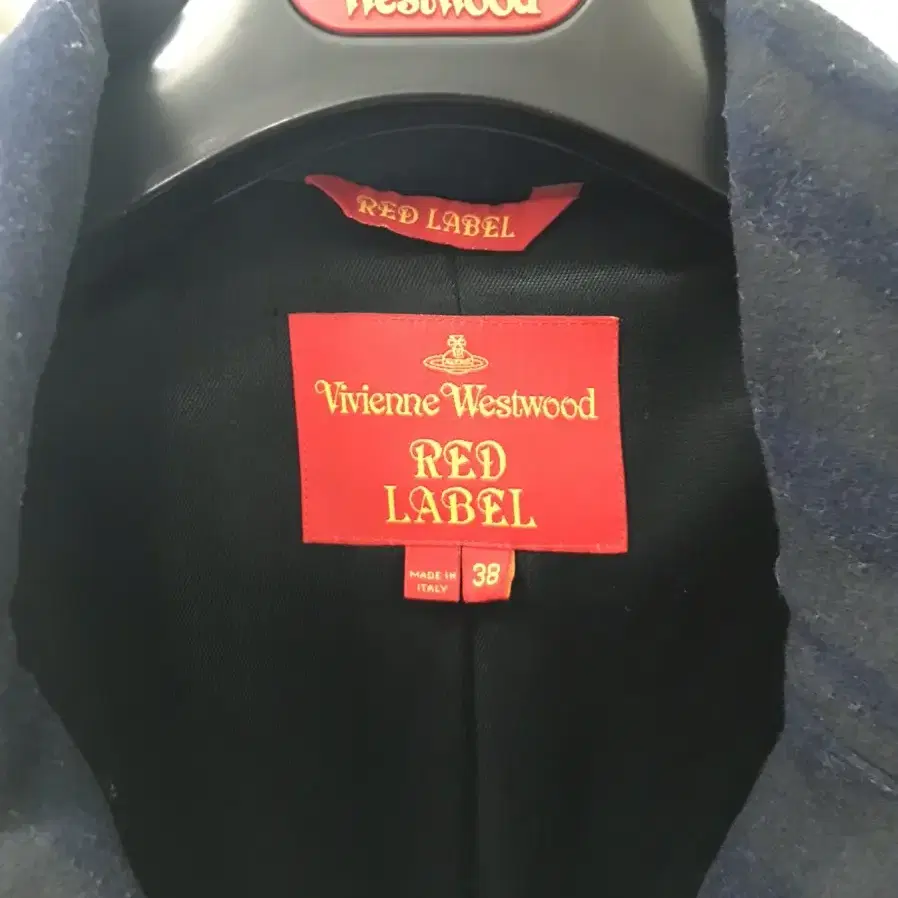 Westwood
RED LABEL
Vivienne Westwood
RED
LABEL
MADE IN
ITALY
38